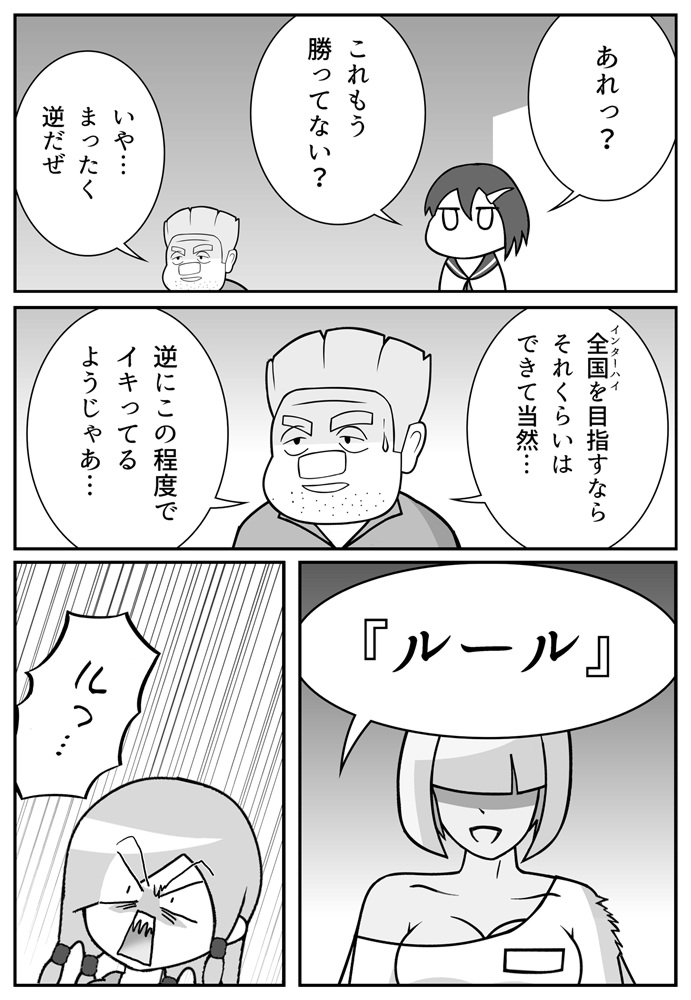 あれっ?
これもう
勝ってない?
いや…
まったく
逆だぜ
インターハイ
全国を目指すなら
それくらいは
できて当然…
逆にこの程度で
イキってる
ようじゃあ…
『ルール』
ルっ…